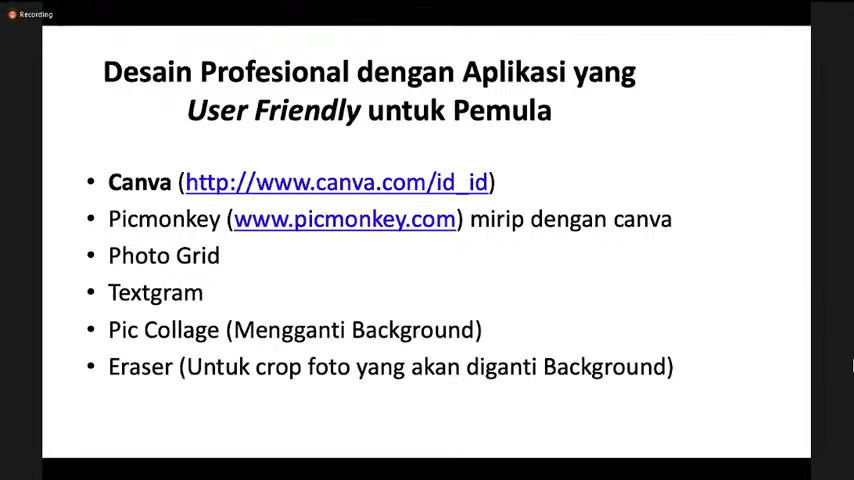 Recording
Desain Profesional dengan Aplikasi yang
User Friendly untuk Pemula
• Canva (http://www.canva.com/id_id)
• Picmonkey (www.picmonkey.com) mirip dengan canva
• Photo Grid
• Textgram
• Pic Collage (Mengganti Background)
• Eraser (Untuk crop foto yang akan diganti Background)